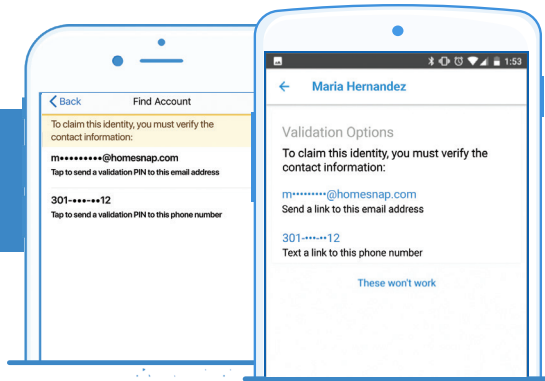 Back Find Account
To claim this identity, you must verify the
contact information:
m•••••••••@homesnap.com
Tap to send a validation PIN to this email address
301-•••-••12
Tap to send a validation PIN to this phone number
1:53
Maria Hernandez
Validation Options
To claim this identity, you must verify the
contact information:
m•••••••••@homesnap.com
Send a link to this email address
301-•••-••12
Text a link to this phone number
These won't work